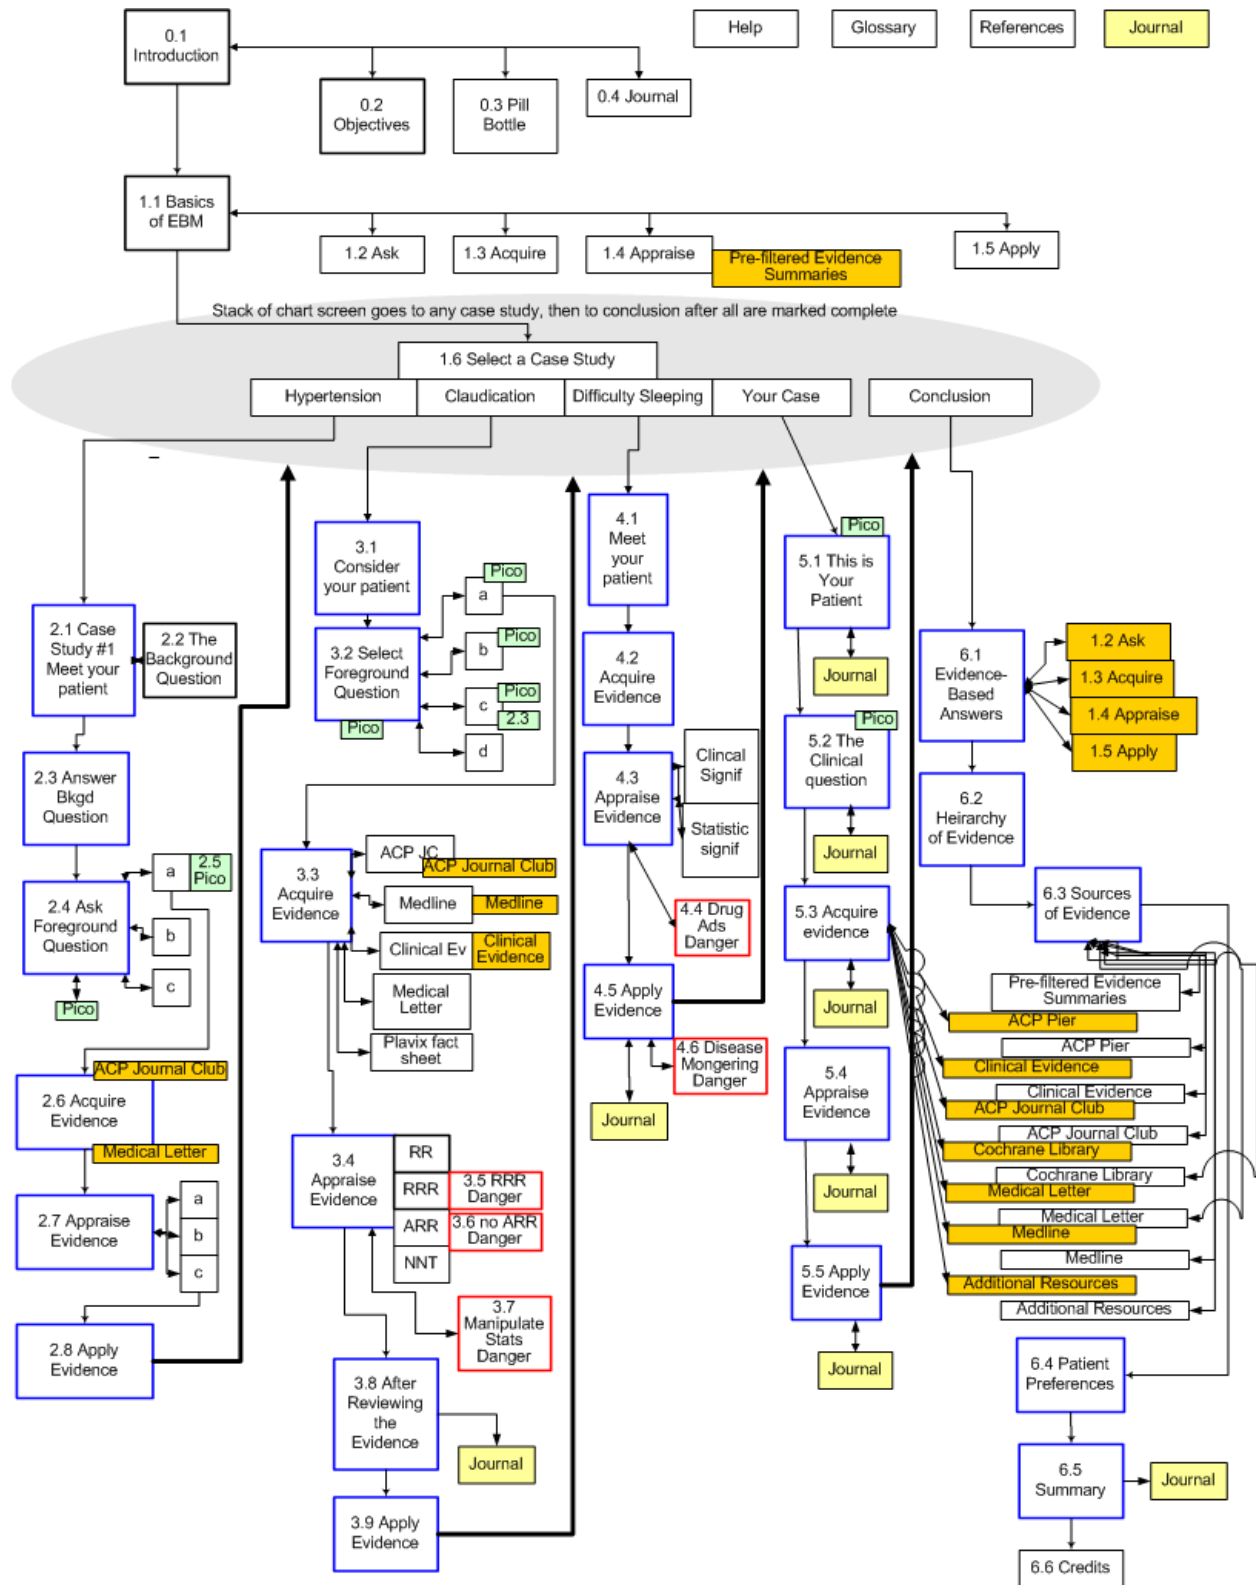 0.1
Introduction
Help
Glossary
References
Journal
0.2
Objectives
0.3 Pill
Bottle
0.4 Journal
1.1 Basics
of EBM
1.2 Ask
1.3 Acquire
1.4 Appraise
Pre-filtered Evidence
Summaries
1.5 Apply
Stack of chart screen goes to any case study, then to conclusion after all are marked complete
1.6 Select a Case Study
Hypertension
Claudication
Difficulty Sleeping
Your Case
Conclusion
2.1 Case
Study #1
Meet your
patient
2.2 The
Background
Question
2.3 Answer
Bkgd
Question
2.4 Ask
Foreground
Question
a
2.5
Pico
b
c
Pico
ACP Journal Club
2.6 Acquire
Evidence
Medical Letter
2.7 Appraise
Evidence
a
b
c
2.8 Apply
Evidence
3.1
Consider
your patient
3.2 Select
Foreground
Question
Pico
Pico
a
Pico
b
Pico
c
2.3
d
3.3
Acquire
Evidence
ACP JC
ACP Journal Club
Medline
Medline
Clinical Ev
Clinical
Evidence
Medical
Letter
Plavix fact
sheet
3.4
Appraise
Evidence
RR
RRR
3.5 RRR
Danger
ARR
3.6 no ARR
Danger
NNT
3.7
Manipulate
Stats
Danger
3.8 After
Reviewing
the
Evidence
Journal
3.9 Apply
Evidence
4.1
Meet
your
patient
4.2
Acquire
Evidence
4.3
Appraise
Evidence
Clincal
Signif
Statistic
signif
4.4 Drug
Ads
Danger
4.5 Apply
Evidence
4.6 Disease
Mongering
Danger
Journal
Pico
5.1 This is
Your
Patient
Journal
Pico
5.2 The
Clinical
question
Journal
5.3 Acquire
evidence
Journal
5.4
Appraise
Evidence
Journal
5.5 Apply
Evidence
Journal
6.1
Evidence-
Based
Answers
1.2 Ask
1.3 Acquire
1.4 Appraise
1.5 Apply
6.2
Heirarchy
of Evidence
6.3 Sources
of Evidence
Pre-filtered Evidence
Summaries
ACP Pier
ACP Pier
Clinical Evidence
Clinical Evidence
ACP Journal Club
ACP Journal Club
Cochrane Library
Cochrane Library
Medical Letter
Medical Letter
Medline
Medline
Additional Resources
Additional Resources
6.4 Patient
Preferences
6.5
Summary
Journal
6.6 Credits